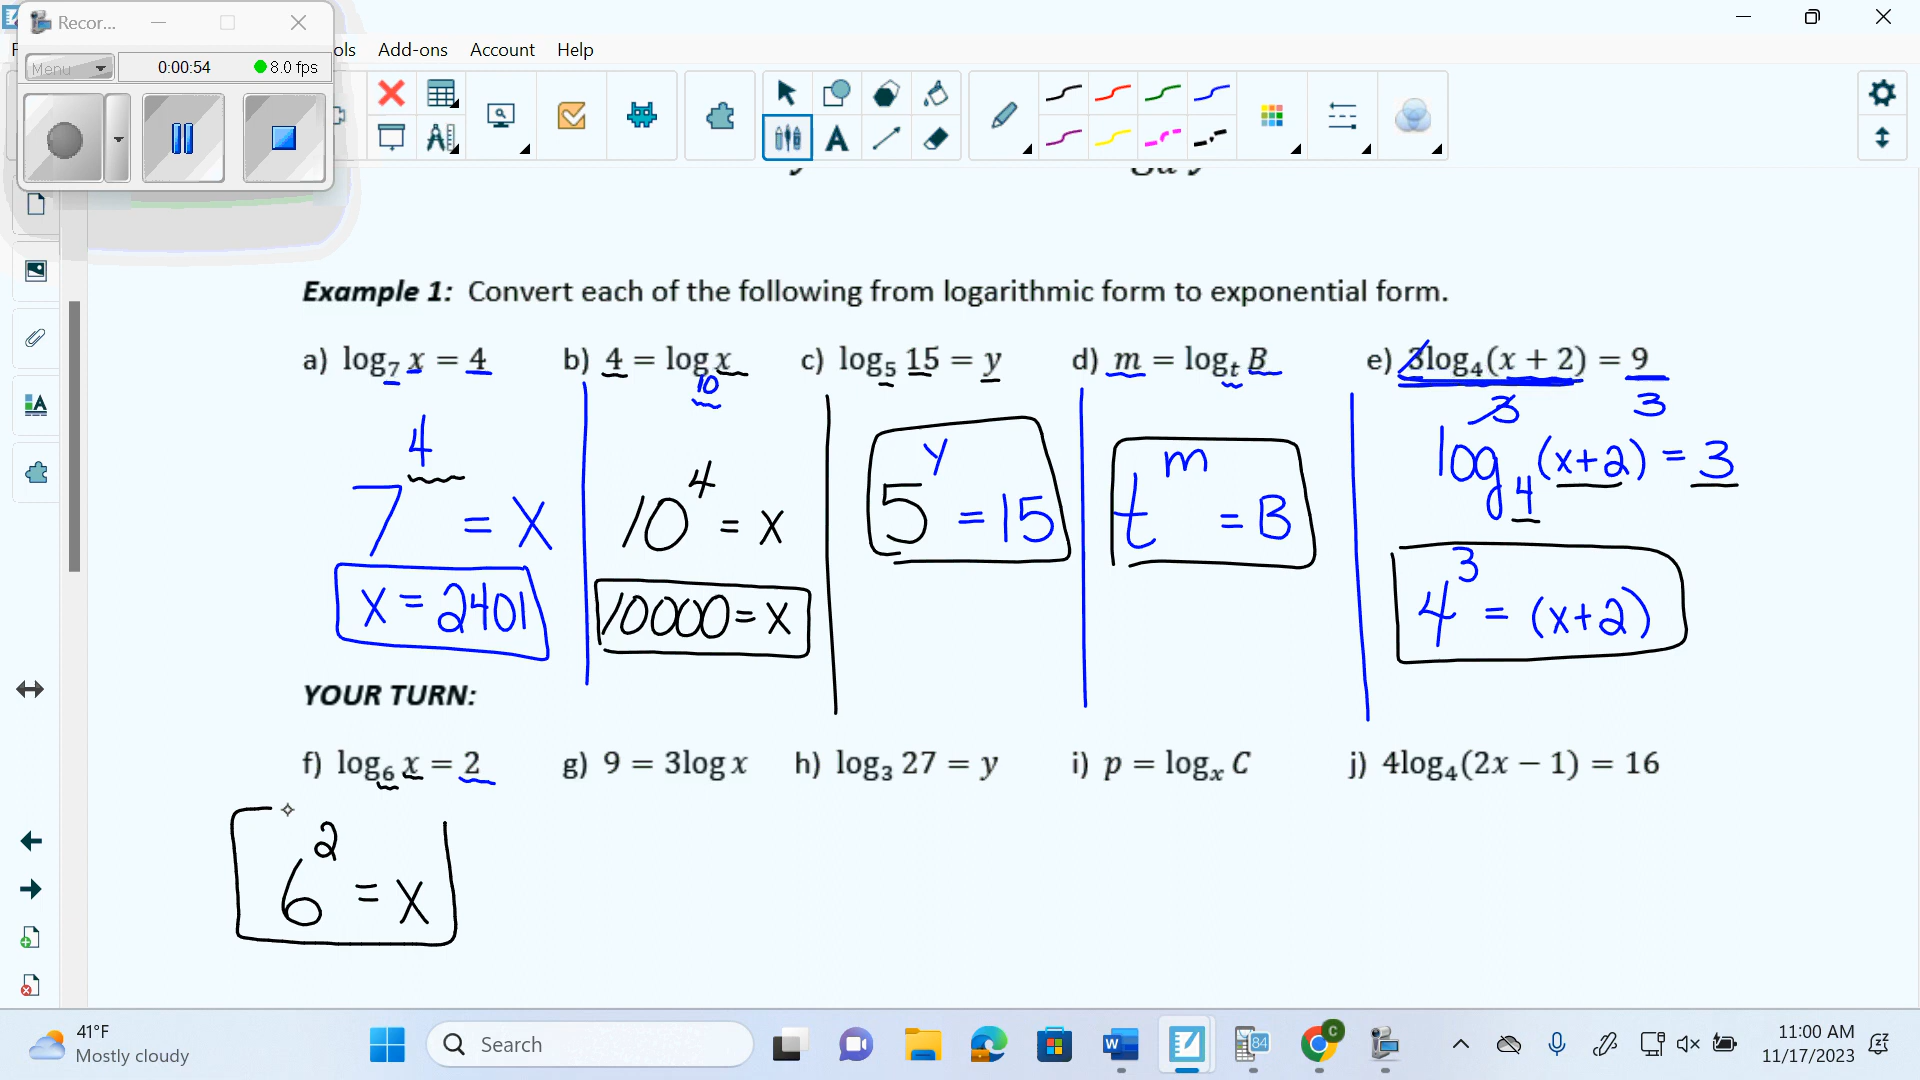 Recor...
Menu
0:00:54
8.0 fps
ols Add-ons Account Help
Example 1: Convert each of the following from logarithmic form to exponential form.
a) log₇ x = 4 b) 4 = log x c) log₅ 15 = y d) m = logₜ B e) 3log₄(x + 2) = 9
10
3 3
7⁴ = x
x = 2401
10⁴ = x
10000 = x
5ʸ = 15
tᵐ = B
log₄ (x+2) = 3
4³ = (x+2)
YOUR TURN:
f) log₆ x = 2 g) 9 = 3log x h) log₃ 27 = y i) p = logₓ C j) 4log₄(2x − 1) = 16
6² = x
41°F
Mostly cloudy
Search
84
C
11:00 AM
11/17/2023